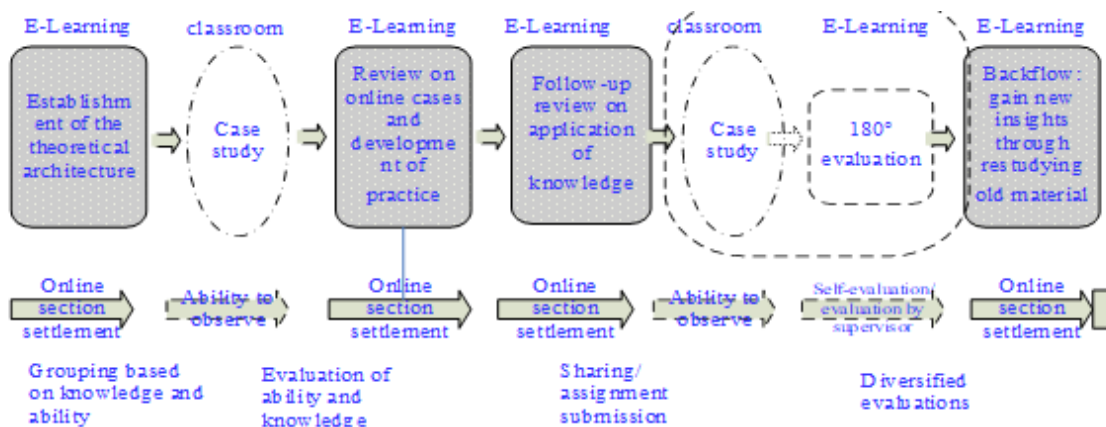 E-Learning
classroom
E-Learning
E-Learning
classroom
E-Learning
E-Learning
Establishm
ent of the
theoretical
architecture
Case
study
Review on
online cases
and
developme
nt of
practice
Follow-up
review on
application
of
knowledge
Case
study
180°
evaluation
Backflow:
gain new
insights
through
restudying
old material
Online
section
settlement
Ability to
observe
Online
section
settlement
Online
section
settlement
Ability to
observe
Self-evaluation/
evaluation by
supervisor
Online
section
settlement
Grouping based
on knowledge and
ability
Evaluation of
ability and
knowledge
Sharing/
assignment
submission
Diversified
evaluations